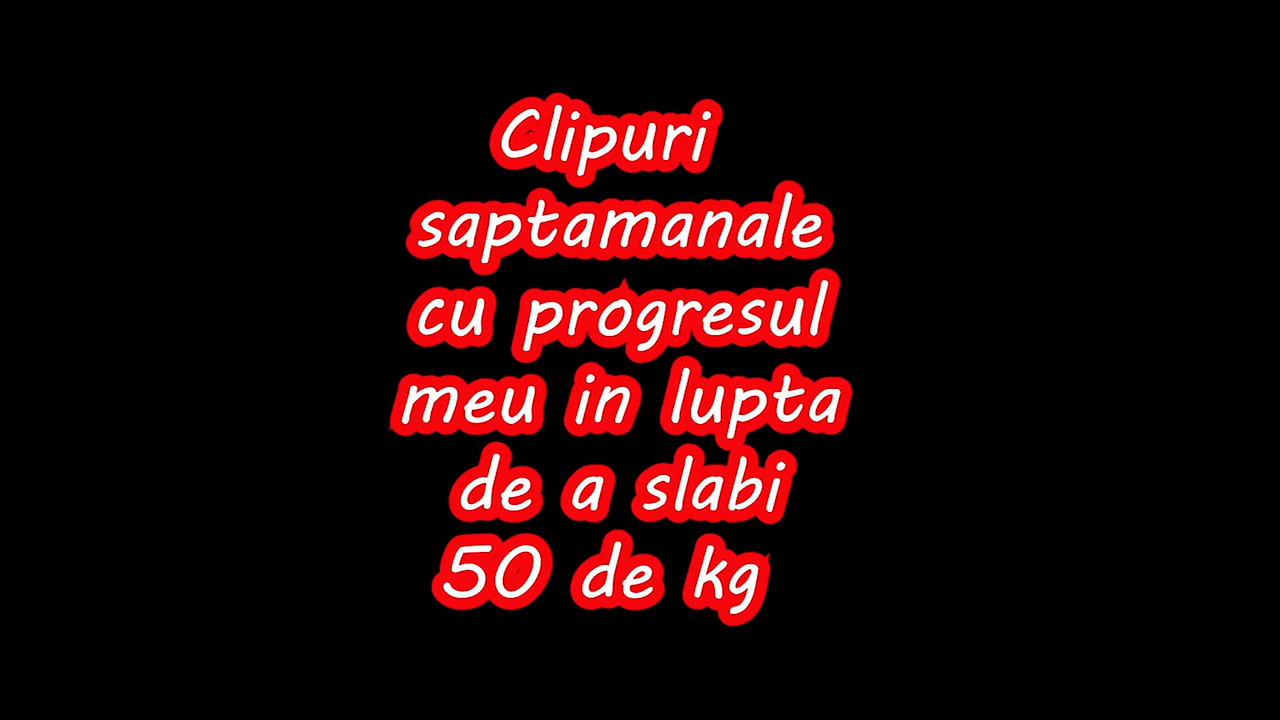 Clipuri
saptamanale
cu progresul
meu in lupta
de a slabi
50 de kg